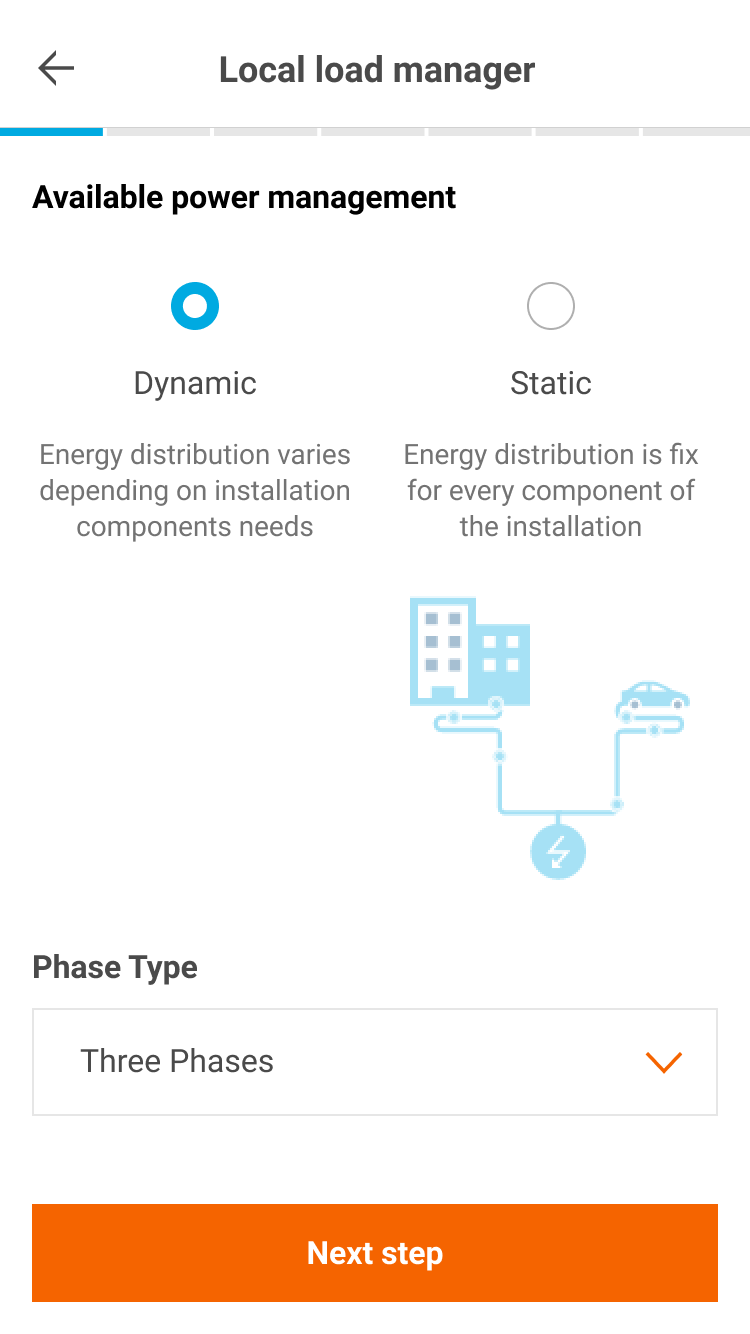 Local load manager
Available power management
Dynamic
Static
Energy distribution varies
depending on installation
components needs
Energy distribution is fix
for every component of
the installation
Phase Type
Three Phases
Next step